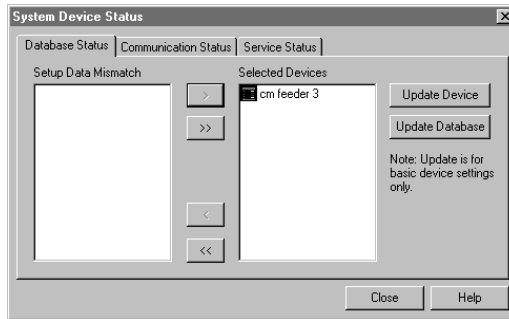 System Device Status
Database Status Communication Status Service Status
Setup Data Mismatch
Selected Devices
cm feeder 3
>
>>
<
<<
Update Device
Update Database
Note: Update is for
basic device settings
only.
Close Help